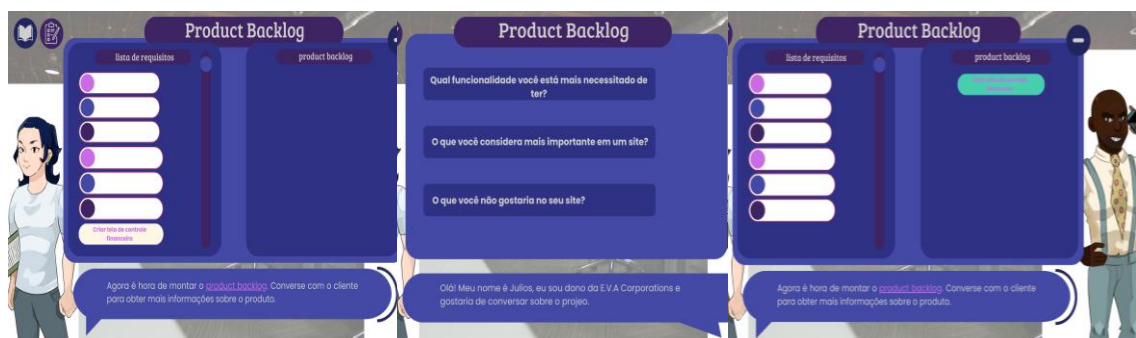 Product Backlog
lista de requisitos
product backlog
Criar tela de controle
financeiro
Agora é hora de montar o product backlog. Converse com o cliente
para obter mais informações sobre o produto.
Product Backlog
Qual funcionalidade você está mais necessitado de
ter?
O que você considera mais importante em um site?
O que você não gostaria no seu site?
Olá! Meu nome é Julios, eu sou dono da E.V.A Corporations e
gostaria de conversar sobre o projeo.
Product Backlog
lista de requisitos
product backlog
Agora é hora de montar o product backlog. Converse com o cliente
para obter mais informações sobre o produto.